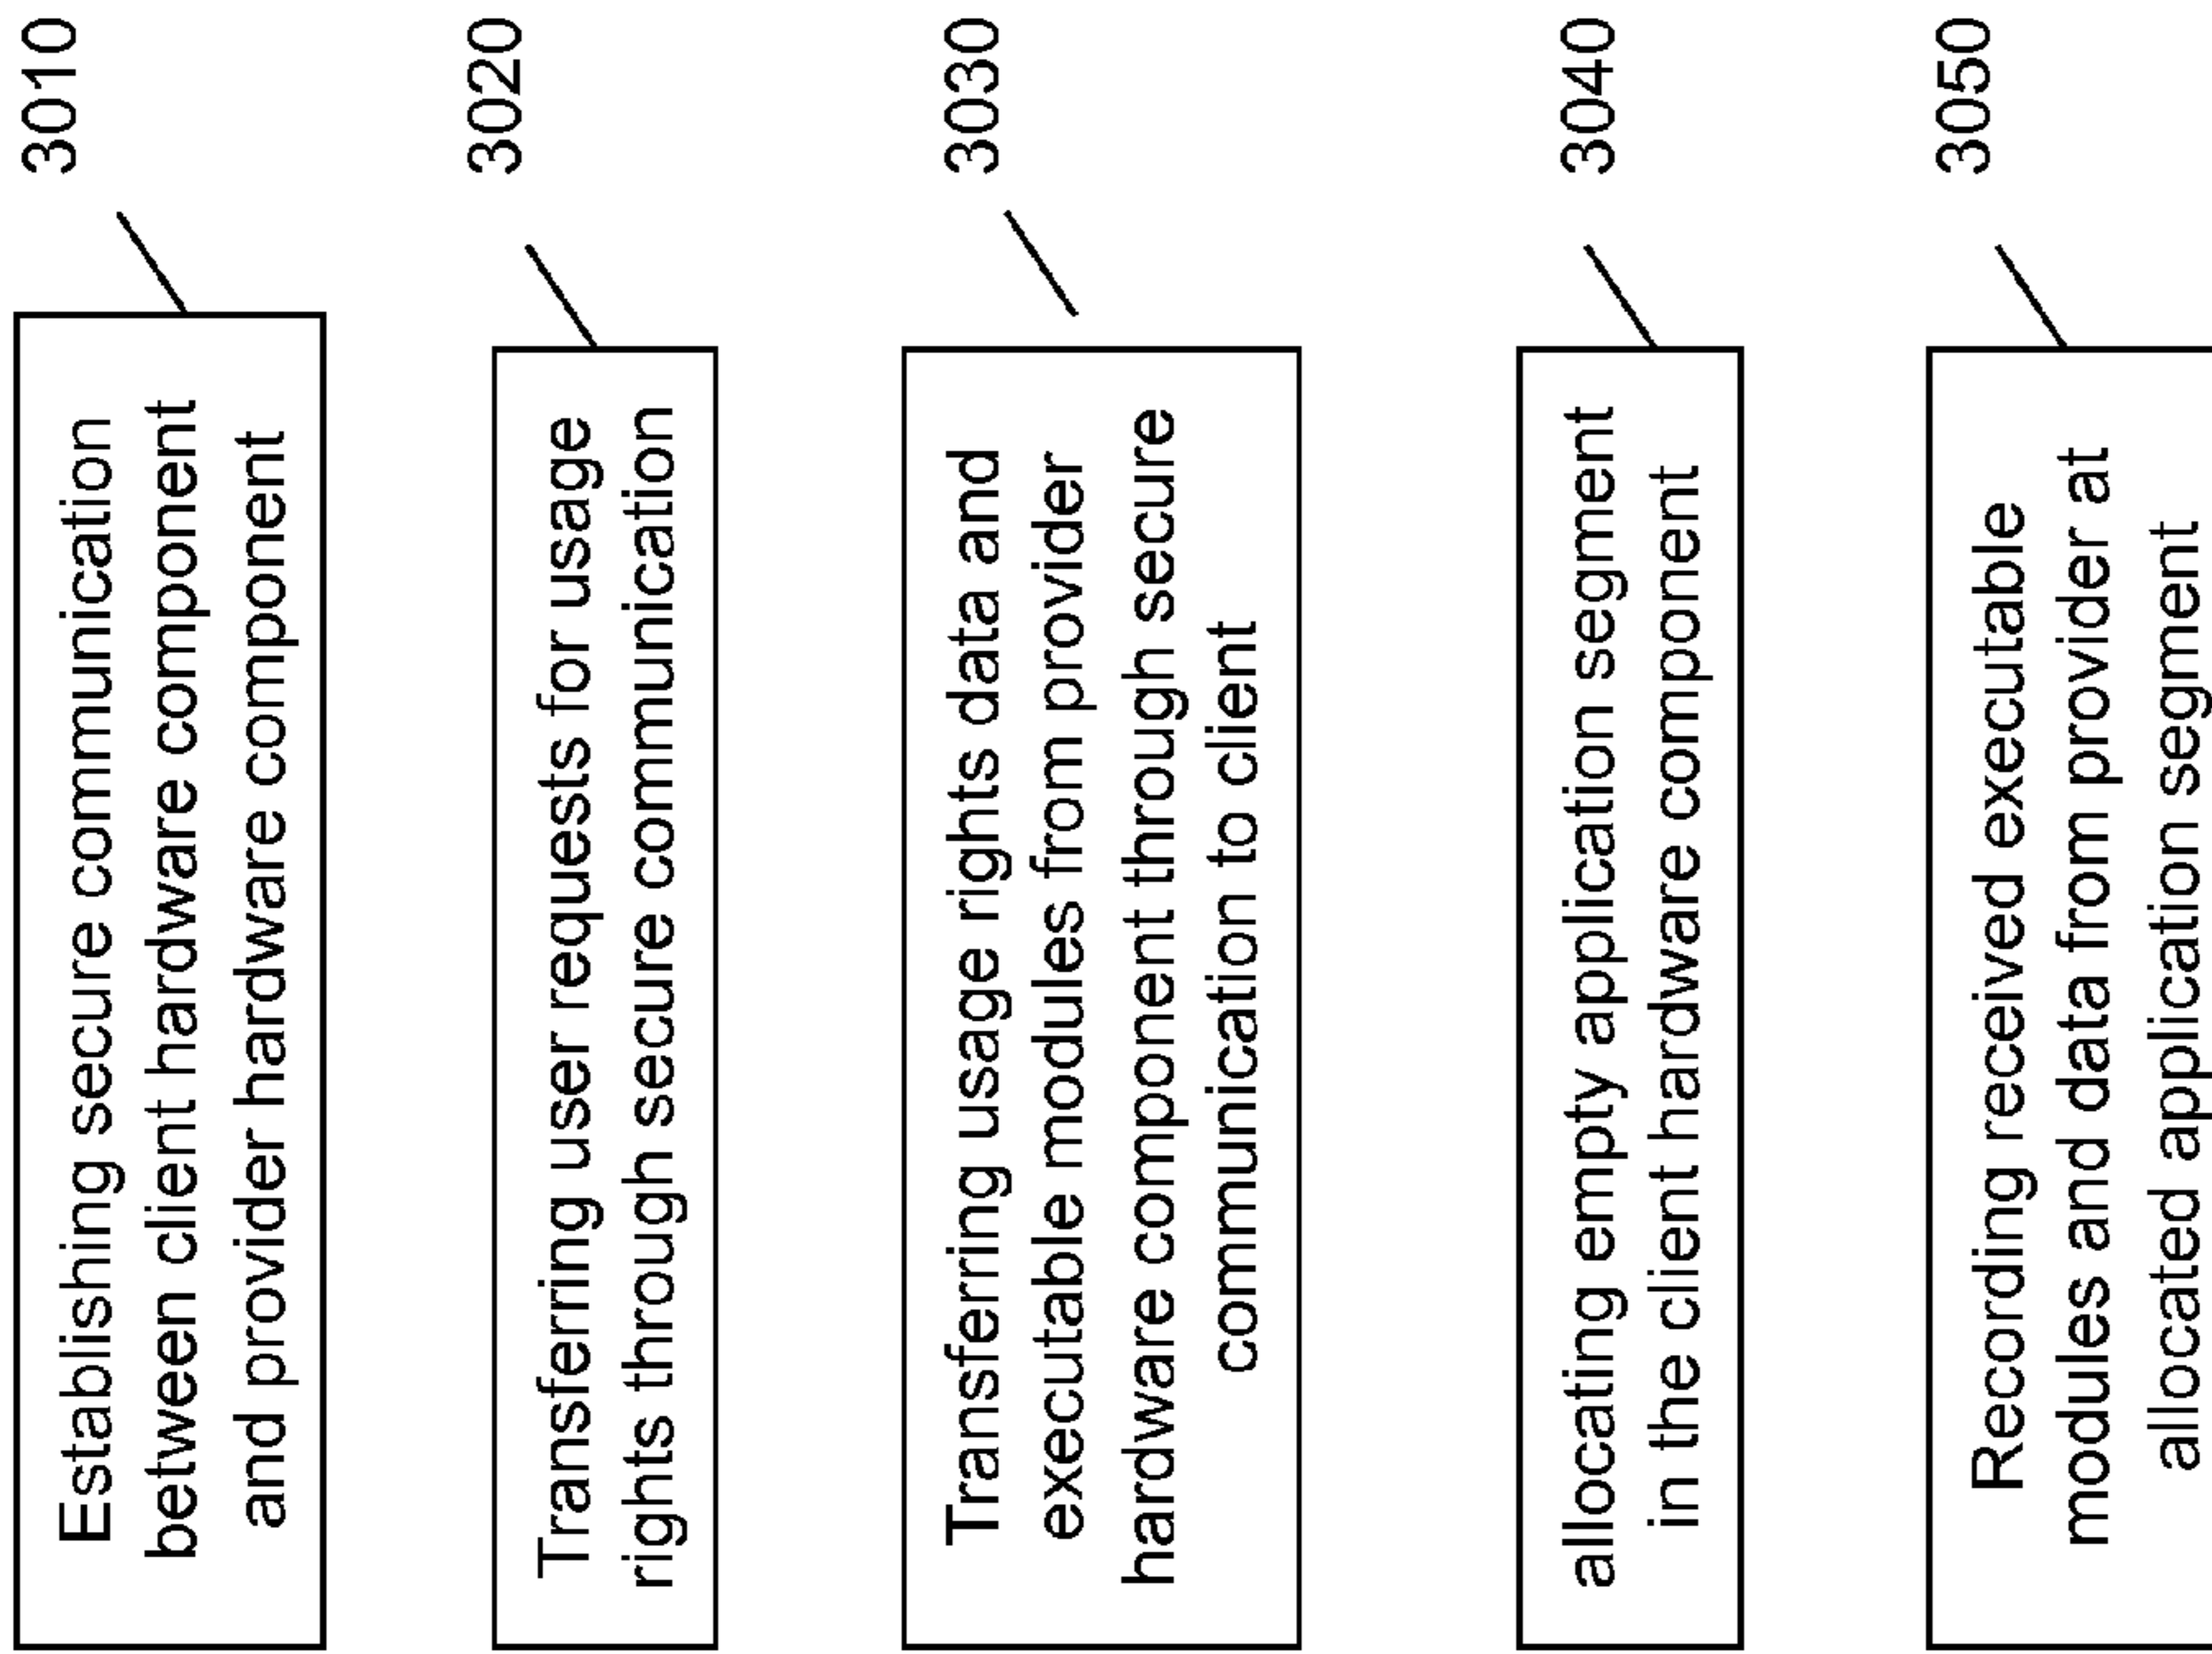 Establishing secure communication
between client hardware component
and provider hardware component
3010
Transferring user requests for usage
rights through secure communication
3020
Transferring usage rights data and
executable modules from provider
hardware component through secure
communication to client
3030
allocating empty application segment
in the client hardware component
3040
Recording received executable
modules and data from provider at
allocated application segment
3050